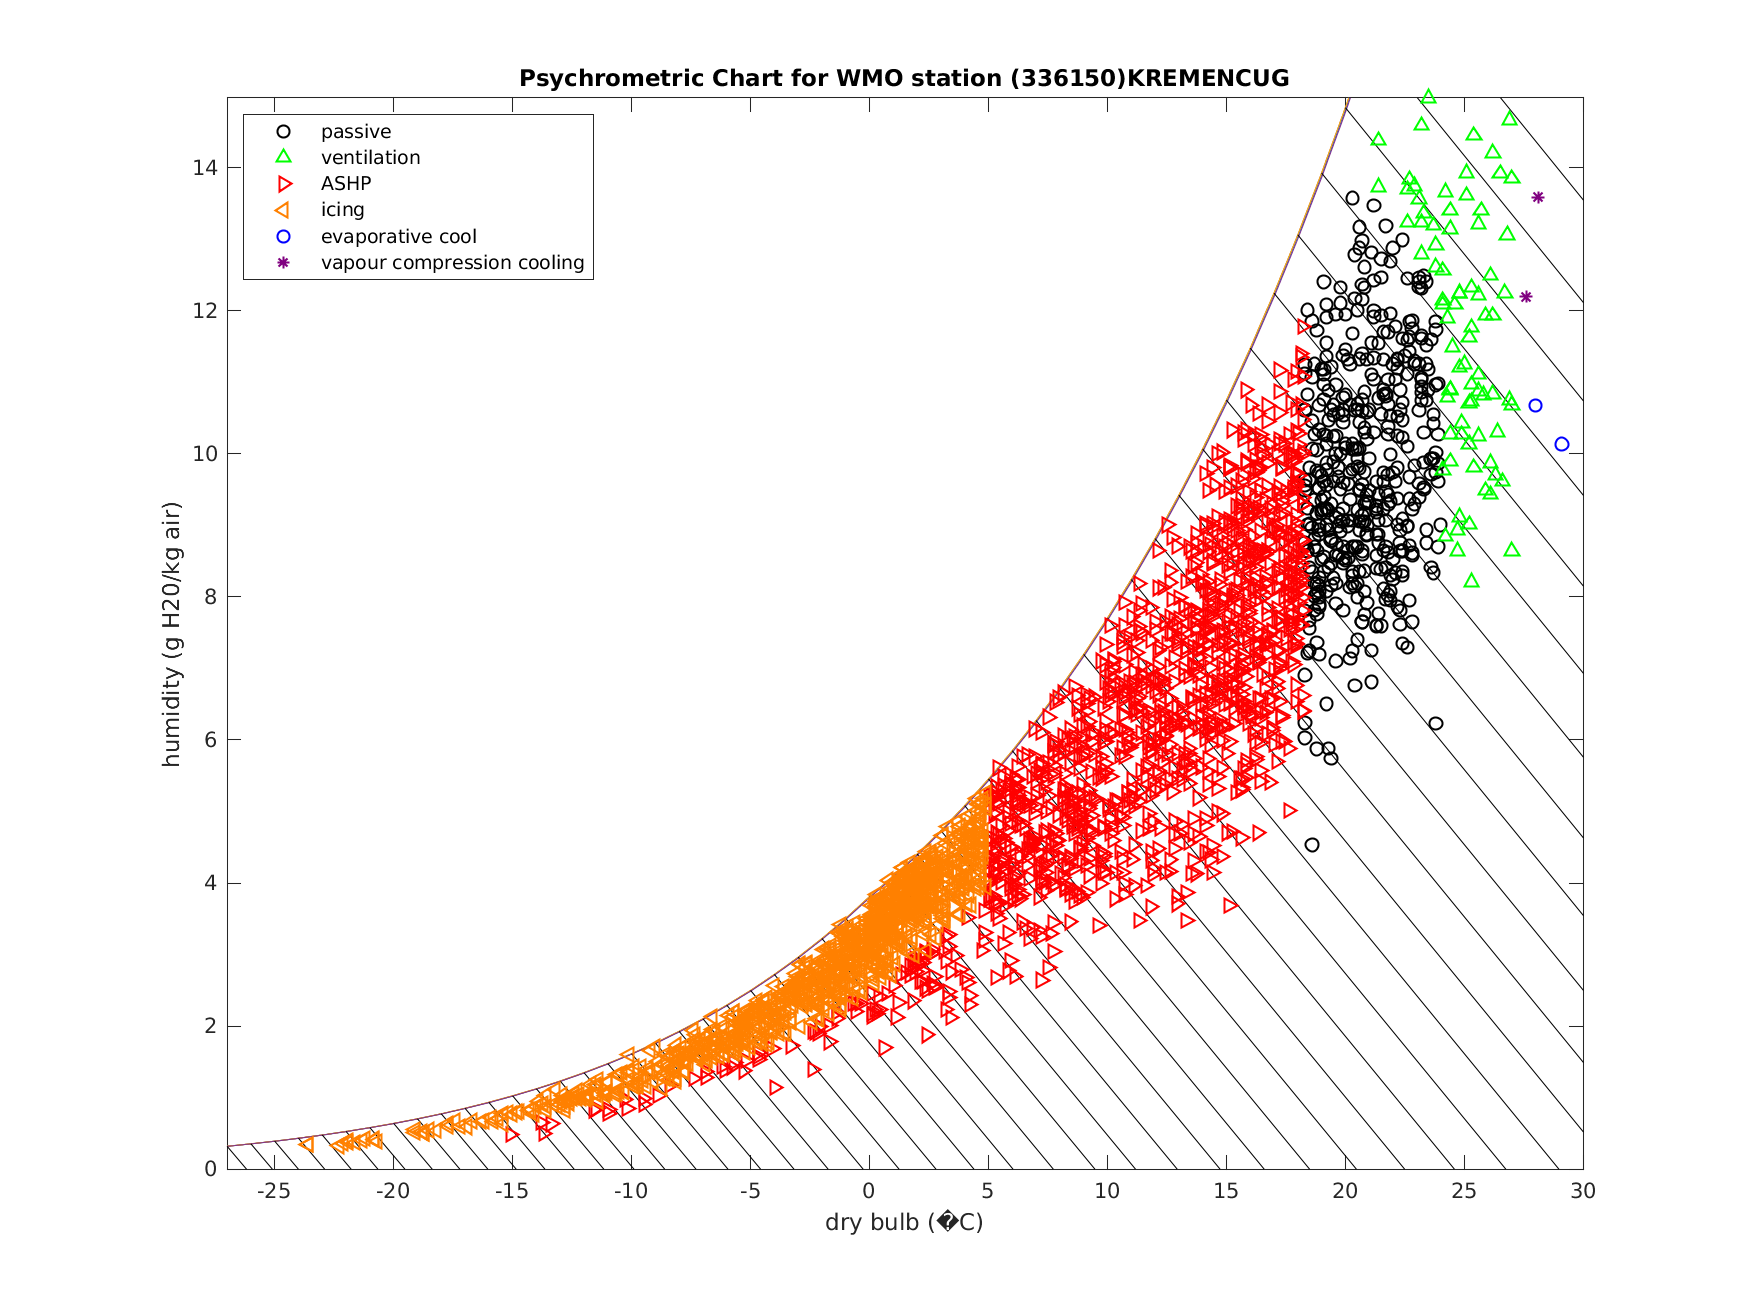 Psychrometric Chart for WMO station (336150)KREMENCUG
passive
ventilation
ASHP
icing
evaporative cool
vapour compression cooling
humidity (g H20/kg air)
14
12
10
8
6
4
2
0
-25 -20 -15 -10 -5 0 5 10 15 20 25 30
dry bulb (�C)